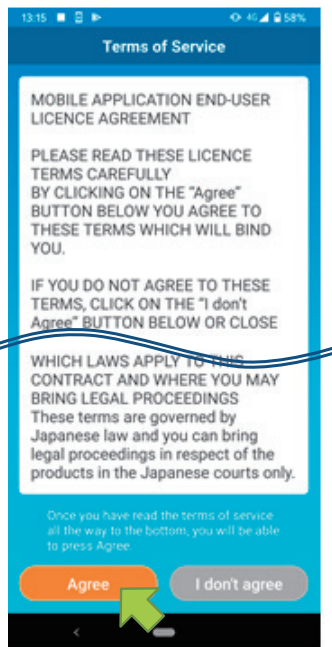 13:15 4G 58%
Terms of Service
MOBILE APPLICATION END-USER
LICENCE AGREEMENT
PLEASE READ THESE LICENCE
TERMS CAREFULLY
BY CLICKING ON THE "Agree"
BUTTON BELOW YOU AGREE TO
THESE TERMS WHICH WILL BIND
YOU.
IF YOU DO NOT AGREE TO THESE
TERMS, CLICK ON THE "I don't
Agree" BUTTON BELOW OR CLOSE
WHICH LAWS APPLY TO THIS
CONTRACT AND WHERE YOU MAY
BRING LEGAL PROCEEDINGS
These terms are governed by
Japanese law and you can bring
legal proceedings in respect of the
products in the Japanese courts only.
Once you have read the terms of service
all the way to the bottom, you will be able
to press Agree.
Agree I don't agree